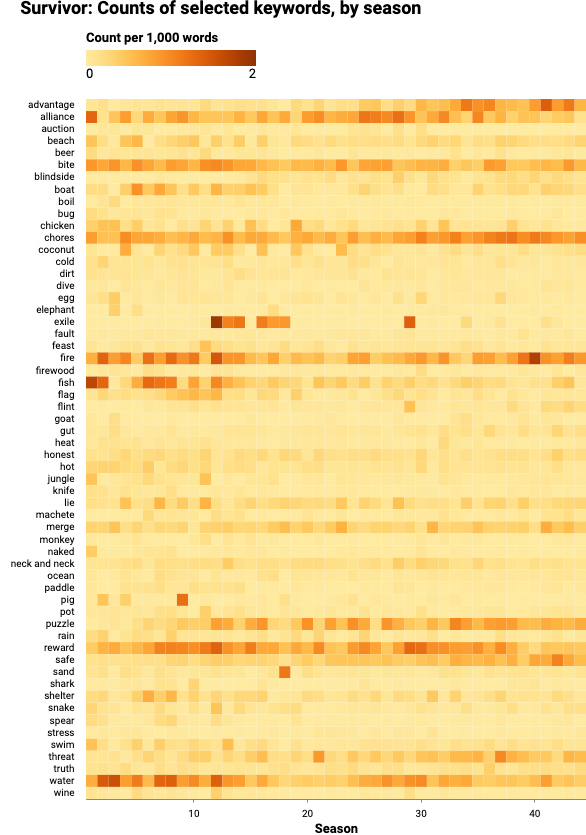 Survivor: Counts of selected keywords, by season
Count per 1,000 words
0 2
advantage
alliance
auction
beach
beer
bite
blindside
boat
boil
bug
chicken
chores
coconut
cold
dirt
dive
egg
elephant
exile
fault
feast
fire
firewood
fish
flag
flint
goat
gut
heat
honest
hot
jungle
knife
lie
machete
merge
monkey
naked
neck and neck
ocean
paddle
pig
pot
puzzle
rain
reward
safe
sand
shark
shelter
snake
spear
stress
swim
threat
truth
water
wine
10 20 30 40
Season